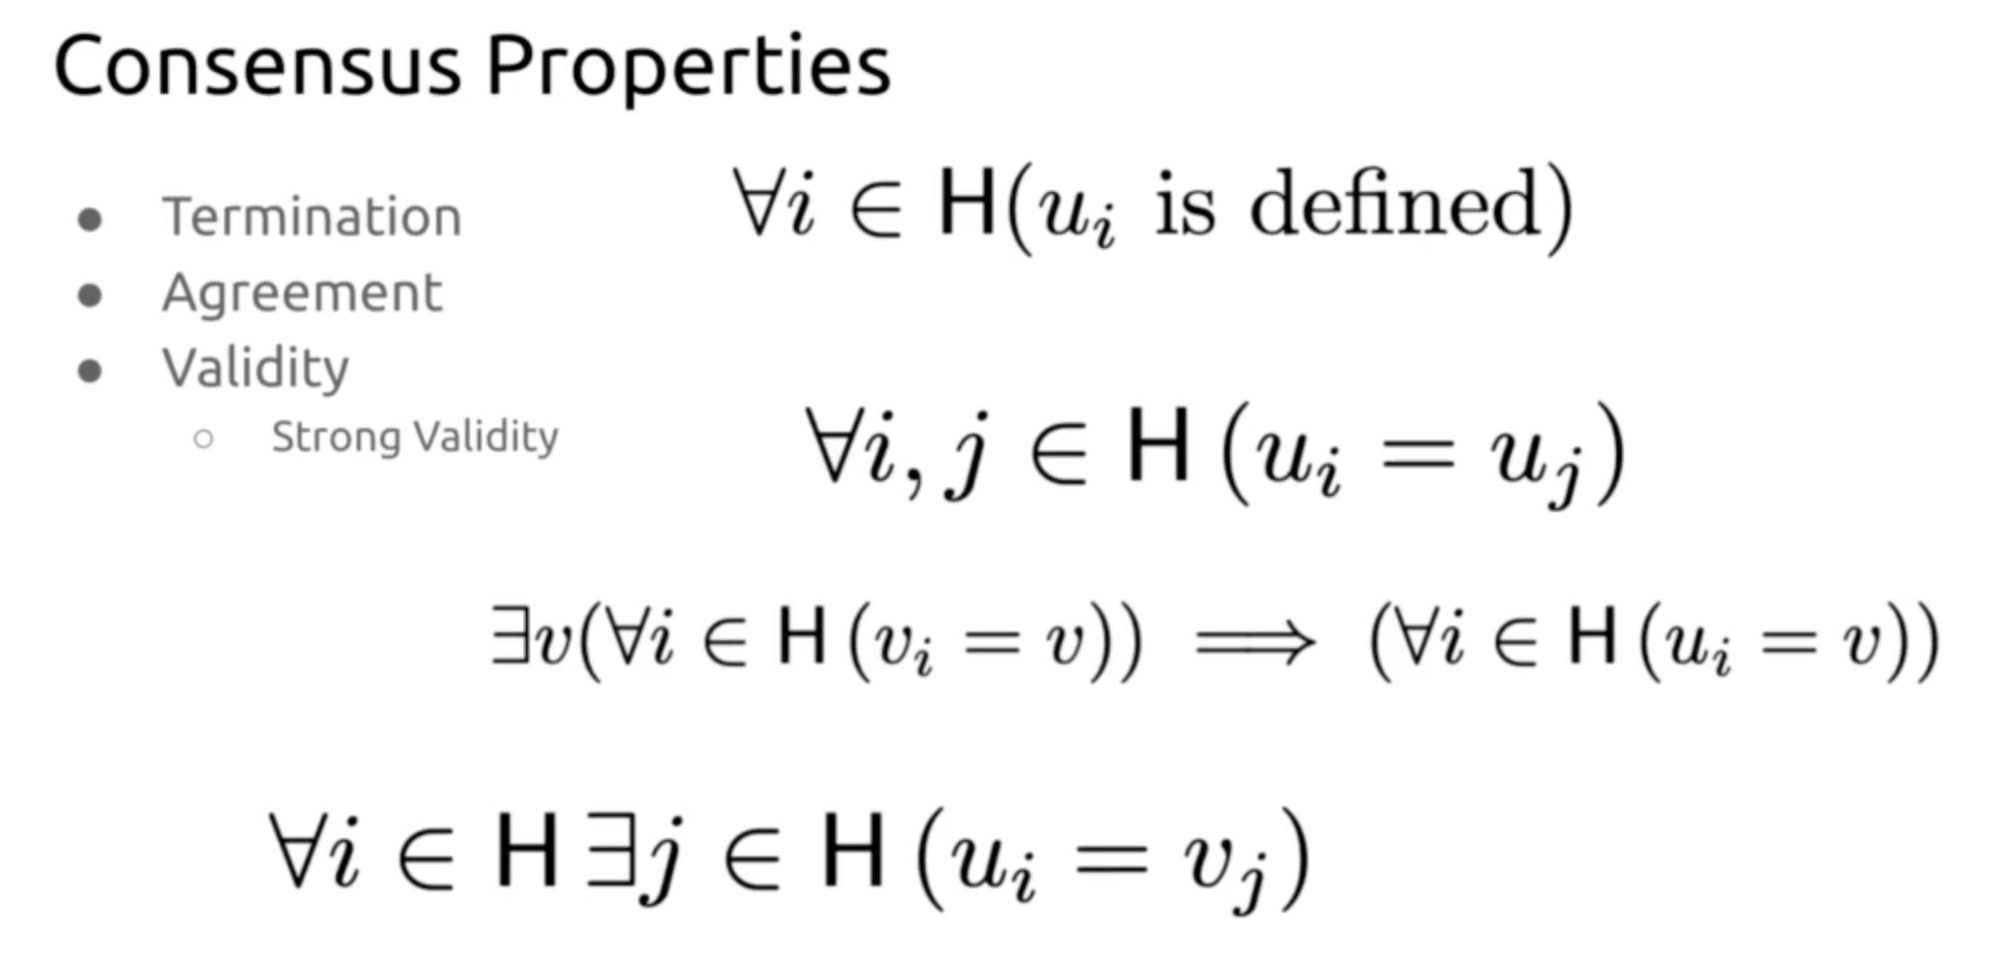 Consensus Properties
∀i ∈ H(u_i is defined)
● Termination
● Agreement
● Validity
○ Strong Validity
∀i, j ∈ H (u_i = u_j)
∃v(∀i ∈ H (v_i = v)) ⟹ (∀i ∈ H (u_i = v))
∀i ∈ H ∃j ∈ H (u_i = v_j)